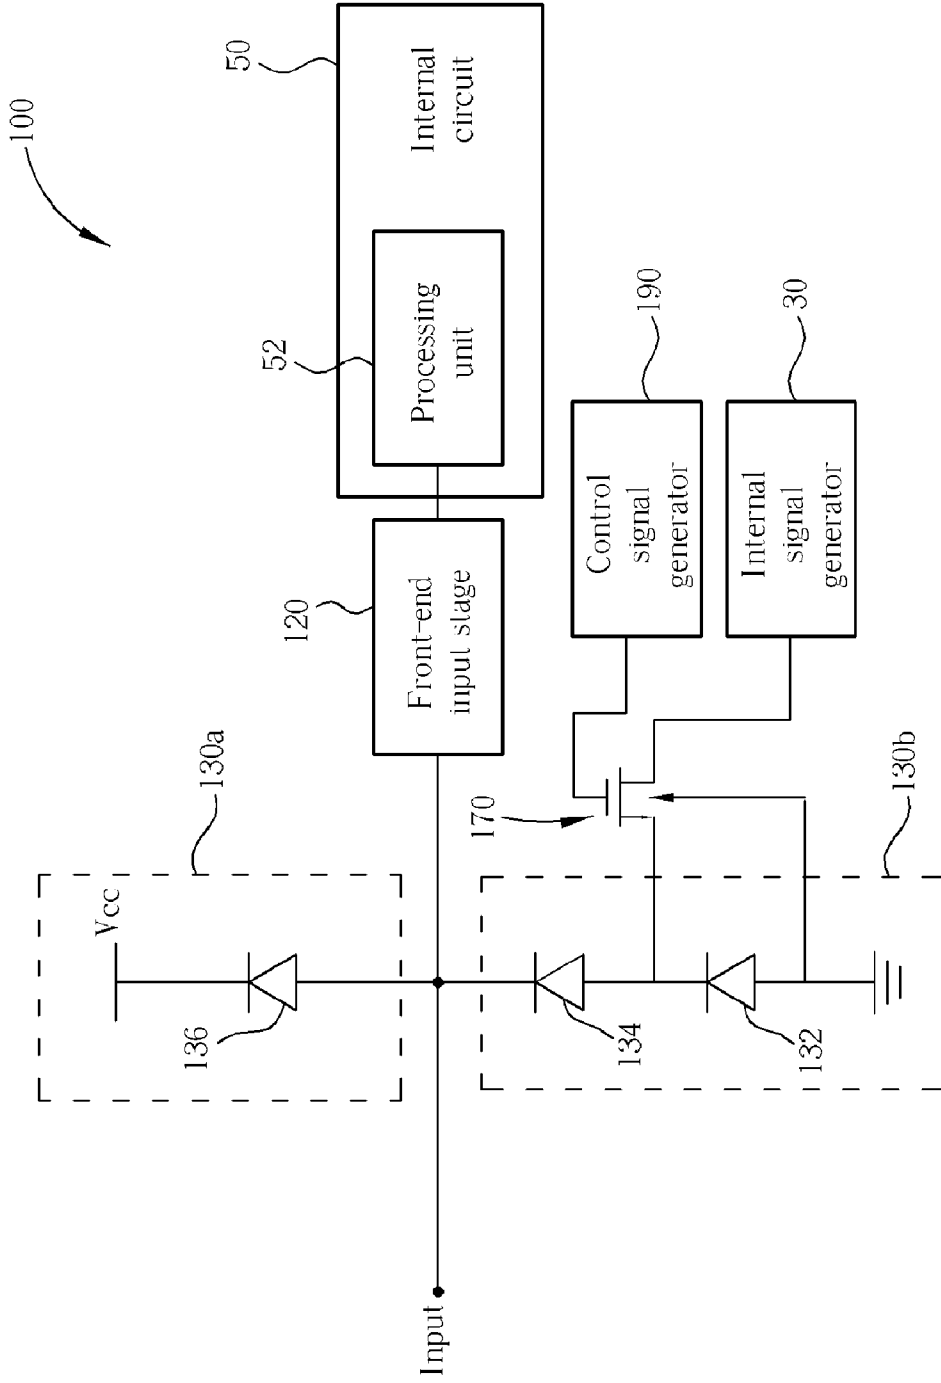 100
50
Internal
circuit
52
Processing
unit
120
Front-end
input stage
190
Control
signal
generator
30
Internal
signal
generator
130a
Vcc
136
170
130b
134
132
Input